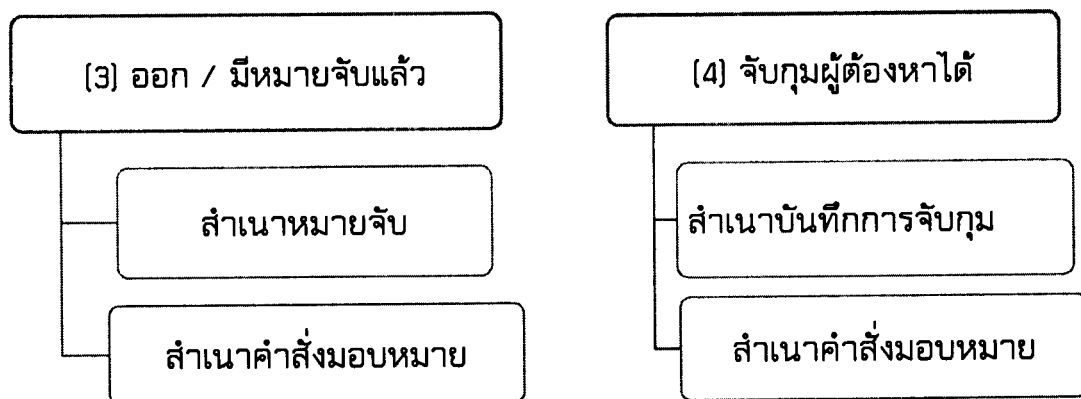 (3) ออก / มีหมายจับแล้ว
สำเนาหมายจับ
สำเนาคำสั่งมอบหมาย
(4) จับกุมผู้ต้องหาได้
สำเนาบันทึกการจับกุม
สำเนาคำสั่งมอบหมาย